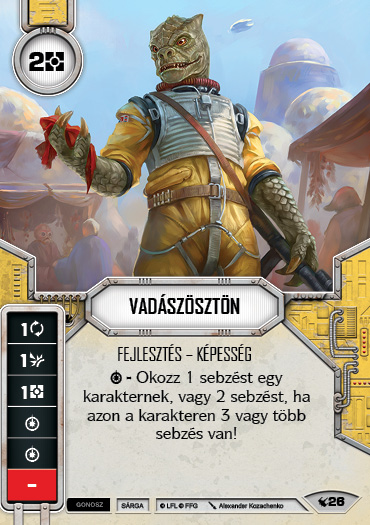 2
VADÁSZÖSZTÖN
FEJLESZTÉS – KÉPESSÉG
- Okozz 1 sebzést egy
karakternek, vagy 2 sebzést, ha
azon a karakteren 3 vagy több
sebzés van!
1
1
1
–
GONOSZ
SÁRGA
© LFL © FFG
Alexander Kozachenko
26